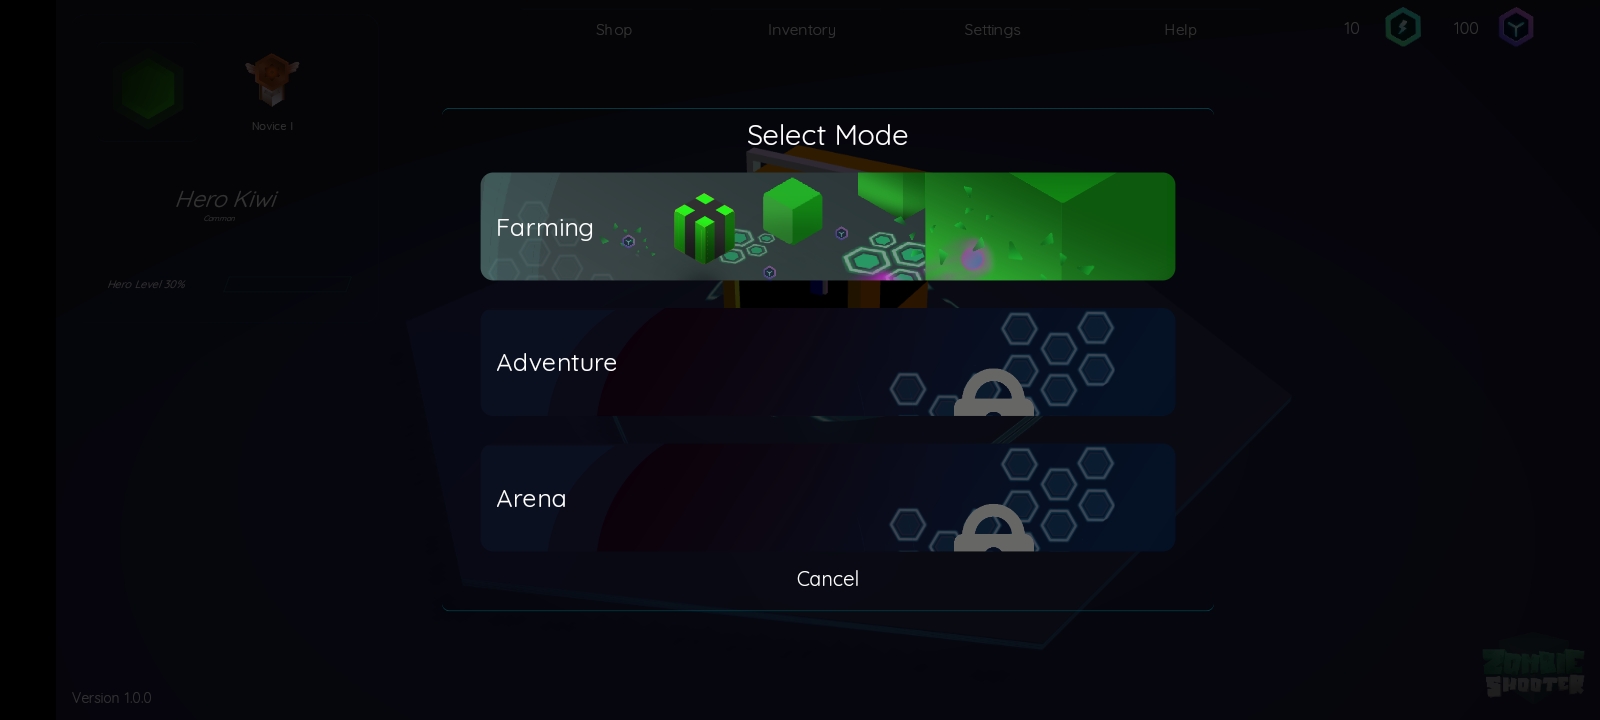 Shop Inventory Settings Help 10 100
Novice I
Select Mode
Hero Kiwi
Common
Farming
Hero Level 30%
Adventure
Arena
Cancel
ZOMBIE
SHOOTER
Version 1.0.0